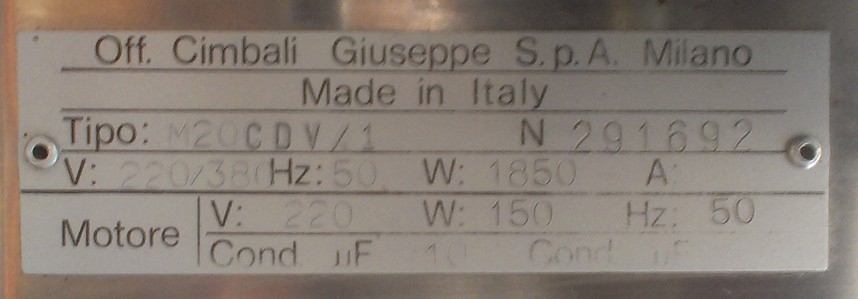 Off. Cimbali Giuseppe S.p.A. Milano
Made in Italy
Tipo: M20 CDV/1 N 291692
V: 220/380 Hz: 50 W: 1850 A:
Motore V: 220 W: 150 Hz: 50
Cond. µF 10 Cond. µF